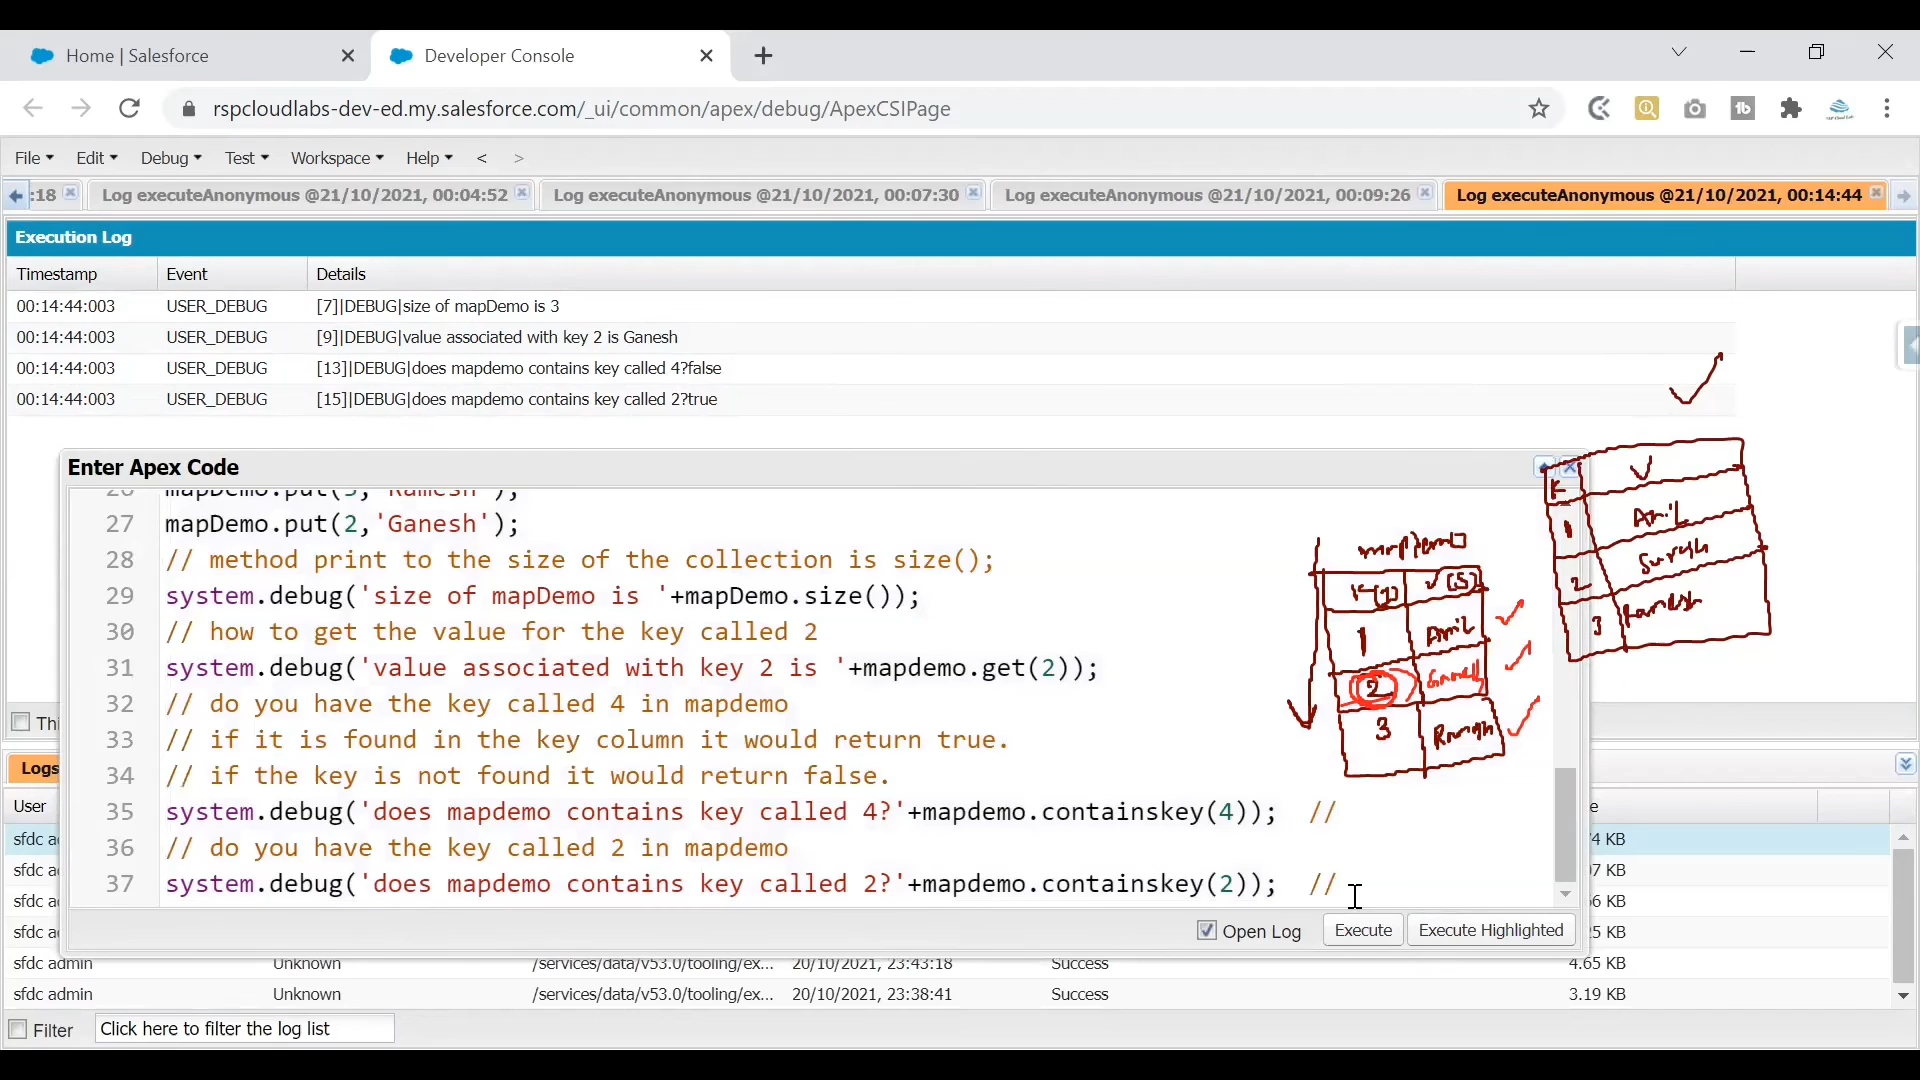 Home | Salesforce
Developer Console
rspcloudlabs-dev-ed.my.salesforce.com/_ui/common/apex/debug/ApexCSIPage
File Edit Debug Test Workspace Help < >
:18 Log executeAnonymous @21/10/2021, 00:04:52 Log executeAnonymous @21/10/2021, 00:07:30 Log executeAnonymous @21/10/2021, 00:09:26 Log executeAnonymous @21/10/2021, 00:14:44
Execution Log
Timestamp Event Details
00:14:44:003 USER_DEBUG [7]|DEBUG|size of mapDemo is 3
00:14:44:003 USER_DEBUG [9]|DEBUG|value associated with key 2 is Ganesh
00:14:44:003 USER_DEBUG [13]|DEBUG|does mapdemo contains key called 4?false
00:14:44:003 USER_DEBUG [15]|DEBUG|does mapdemo contains key called 2?true
Enter Apex Code
27 mapDemo.put(2,'Ganesh');
28 // method print to the size of the collection is size();
29 system.debug('size of mapDemo is '+mapDemo.size());
30 // how to get the value for the key called 2
31 system.debug('value associated with key 2 is '+mapdemo.get(2));
32 // do you have the key called 4 in mapdemo
33 // if it is found in the key column it would return true.
34 // if the key is not found it would return false.
35 system.debug('does mapdemo contains key called 4?'+mapdemo.containskey(4)); //
36 // do you have the key called 2 in mapdemo
37 system.debug('does mapdemo contains key called 2?'+mapdemo.containskey(2)); //
K V
1 Anil
2 Suresh
3 Ramesh
mapDemo
1 Anil
2 Ganesh
3 Ramesh
Open Log Execute Execute Highlighted
Thi
Logs
User
sfdc a 74 KB
sfdc a 07 KB
sfdc a 66 KB
sfdc a 25 KB
sfdc admin Unknown /services/data/v53.0/tooling/ex... 20/10/2021, 23:43:18 Success 4.65 KB
sfdc admin Unknown /services/data/v53.0/tooling/ex... 20/10/2021, 23:38:41 Success 3.19 KB
Filter Click here to filter the log list